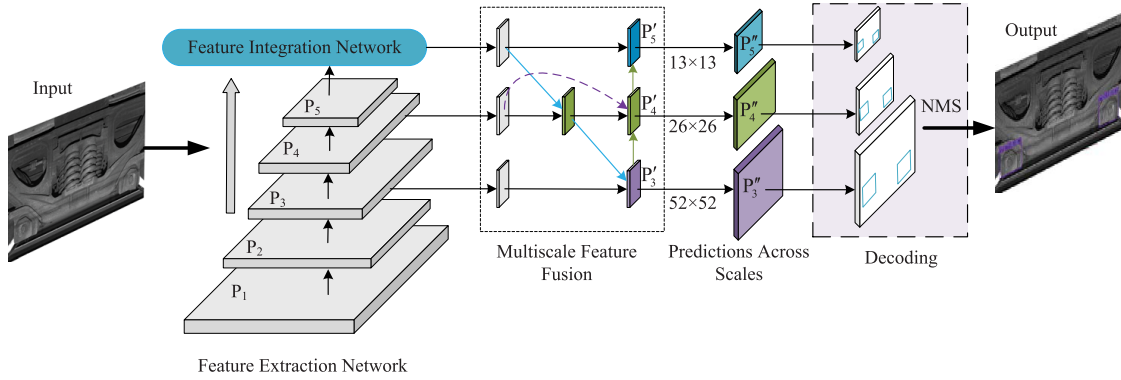 Input
Feature Integration Network
P₅
P₄
P₃
P₂
P₁
Feature Extraction Network
P′₅
P′₄
P′₃
Multiscale Feature
Fusion
13×13
26×26
52×52
P″₅
P″₄
P″₃
Predictions Across
Scales
NMS
Decoding
Output